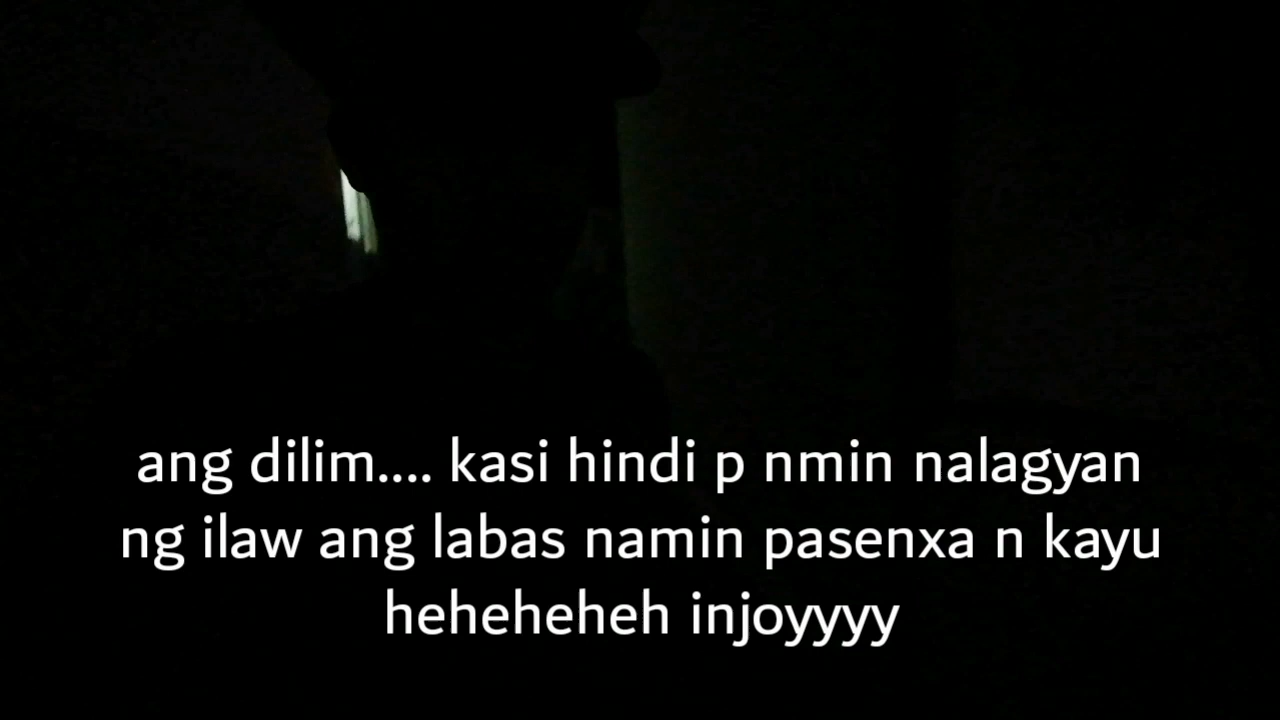 ang dilim.... kasi hindi p nmin nalagyan
ng ilaw ang labas namin pasenxa n kayu
heheheheh injoyyyy